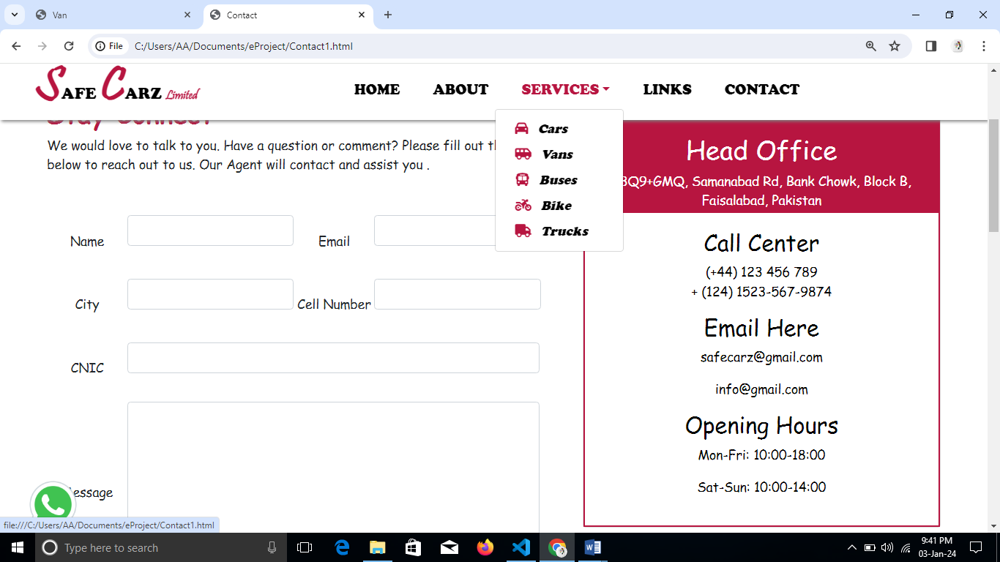 Van
Contact
File
C:/Users/AA/Documents/eProject/Contact1.html
SAFE CARZ Limited
HOME
ABOUT
SERVICES
LINKS
CONTACT
Cars
Vans
Buses
Bike
Trucks
Stay Connect
We would love to talk to you. Have a question or comment? Please fill out
below to reach out to us. Our Agent will contact and assist you .
Name
Email
City
Cell Number
CNIC
essage
Head Office
Q9+GMQ, Samanabad Rd, Bank Chowk, Block B,
Faisalabad, Pakistan
Call Center
(+44) 123 456 789
+ (124) 1523-567-9874
Email Here
safecarz@gmail.com
info@gmail.com
Opening Hours
Mon-Fri: 10:00-18:00
Sat-Sun: 10:00-14:00
file:///C:/Users/AA/Documents/eProject/Contact1.html
Type here to search
9:41 PM
03-Jan-24